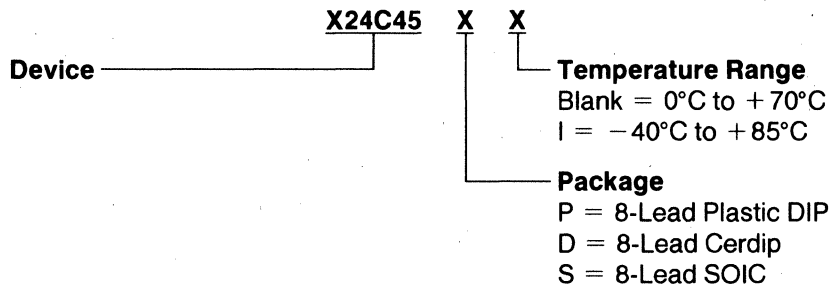 X24C45 X X
Device
Temperature Range
Blank = 0°C to +70°C
I = −40°C to +85°C
Package
P = 8-Lead Plastic DIP
D = 8-Lead Cerdip
S = 8-Lead SOIC